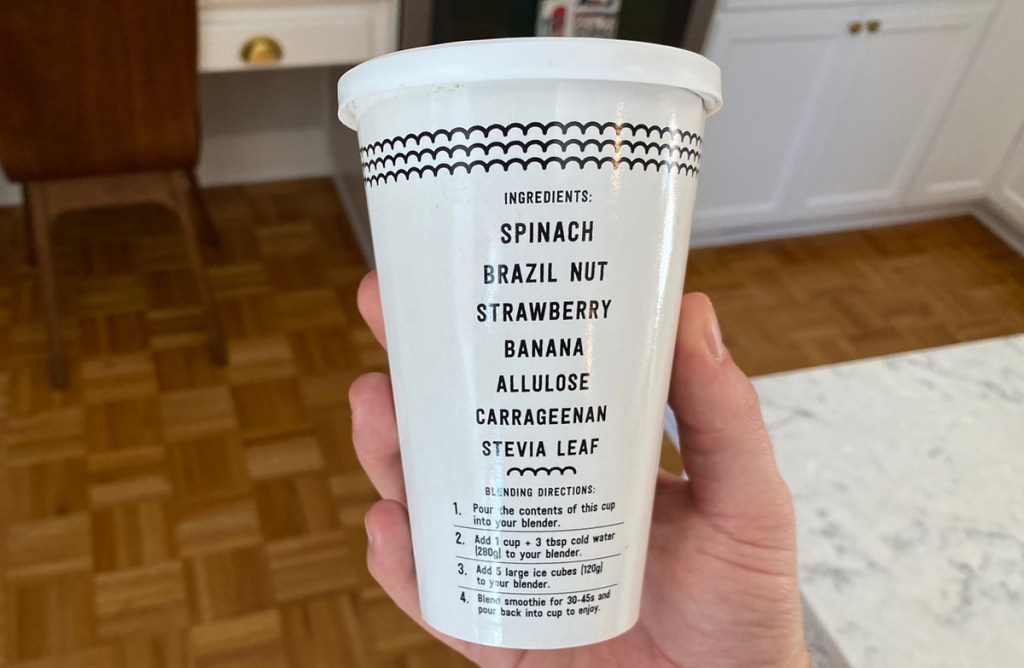 INGREDIENTS:
SPINACH
BRAZIL NUT
STRAWBERRY
BANANA
ALLULOSE
CARRAGEENAN
STEVIA LEAF
BLENDING DIRECTIONS:
1. Pour the contents of this cup
into your blender.
2. Add 1 cup + 3 tbsp cold water
(280g) to your blender.
3. Add 5 large ice cubes (120g)
to your blender.
4. Blend smoothie for 30-45s and
pour back into cup to enjoy.